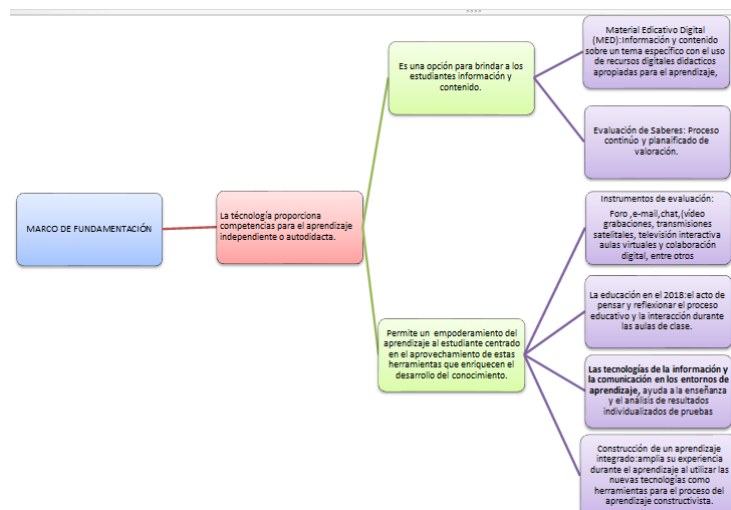 MARCO DE FUNDAMENTACIÓN
La técnología proporciona
competencias para el aprendizaje
independiente o autodidacta.
Es una opción para brindar a los
estudiantes información y
contenido.
Material Edicativo Digital
(MED):Información y contenido
sobre un tema específico con el uso
de recursos digitales didacticos
apropiadas para el aprendizaje,
Evaluación de Saberes: Proceso
continúo y planaificado de
valoración.
Permite un empoderamiento del
aprendizaje al estudiante centrado
en el aprovechamiento de estas
herramientas que enriquecen el
desarrollo del conocimiento.
Instrumentos de evaluación:
Foro ,e-mail,chat,(vídeo
grabaciones, transmisiones
satelitales, televisión interactiva
aulas virtuales y colaboración
digital, entre otros
La educación en el 2018:el acto de
pensar y reflexionar el proceso
educativo y la interacción durante
las aulas de clase.
Las tecnologías de la información y
la comunicación en los entornos de
aprendizaje, ayuda a la enseñanza
y el análisis de resultados
individualizados de pruebas
Construcción de un aprendizaje
integrado:amplia su experiencia
durante el aprendizaje al utilizar las
nuevas tecnologías como
herramientas para el proceso del
aprendizaje constructivista.